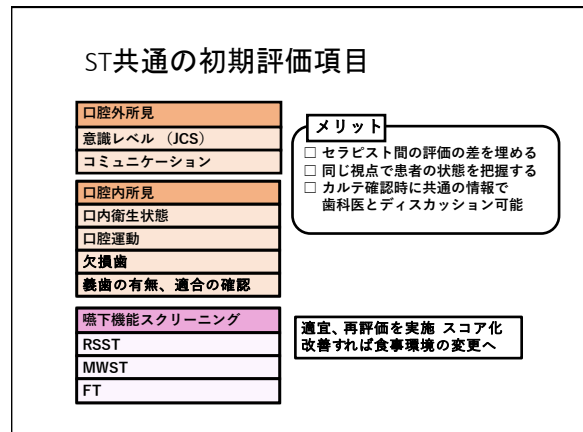 ST共通の初期評価項目
口腔外所見
意識レベル （JCS）
コミュニケーション
口腔内所見
口内衛生状態
口腔運動
欠損歯
義歯の有無、適合の確認
嚥下機能スクリーニング
RSST
MWST
FT
メリット
□ セラピスト間の評価の差を埋める
□ 同じ視点で患者の状態を把握する
□ カルテ確認時に共通の情報で
歯科医とディスカッション可能
適宜、再評価を実施 スコア化
改善すれば食事環境の変更へ